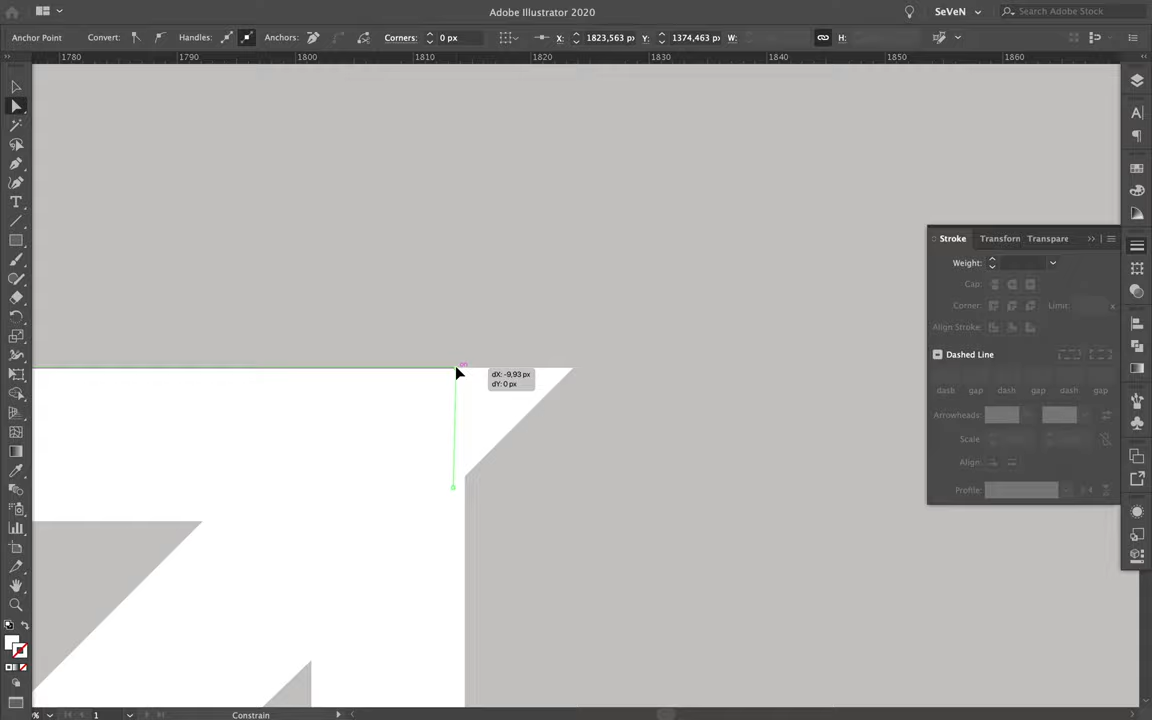 Adobe Illustrator 2020
SeVeN
Search Adobe Stock
Anchor Point
Convert:
Handles:
Anchors:
Corners:
0 px
X:
1823,563 px
Y:
1374,463 px
W:
H:
1780
1790
1800
1810
1820
1830
1840
1850
1860
on
dX: -9,93 px
dY: 0 px
Stroke
Transform
Transpare
Weight:
Cap:
Corner:
Limit:
x
Align Stroke:
Dashed Line
dash
gap
dash
gap
dash
gap
Arrowheads:
Scale:
Align:
Profile:
%
1
Constrain